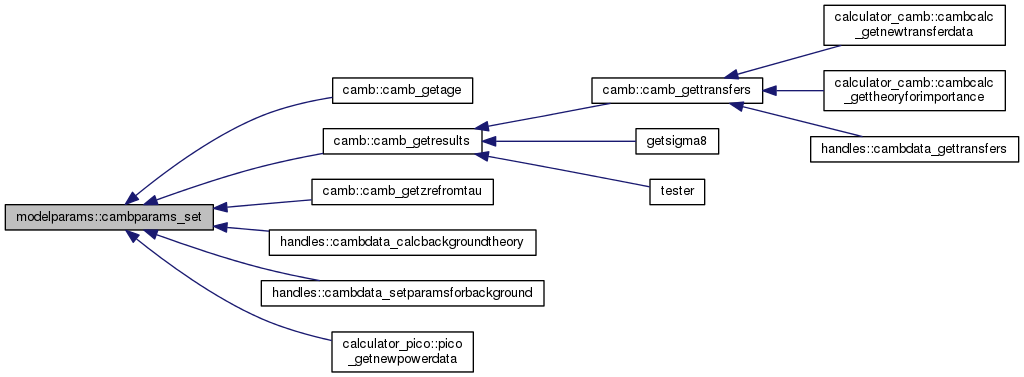 calculator_camb::cambcalc
_getnewtransferdata
camb::camb_getage
camb::camb_gettransfers
calculator_camb::cambcalc
_gettheoryforimportance
camb::camb_getresults
getsigma8
handles::cambdata_gettransfers
camb::camb_getzrefromtau
tester
modelparams::cambparams_set
handles::cambdata_calcbackgroundtheory
handles::cambdata_setparamsforbackground
calculator_pico::pico
_getnewpowerdata